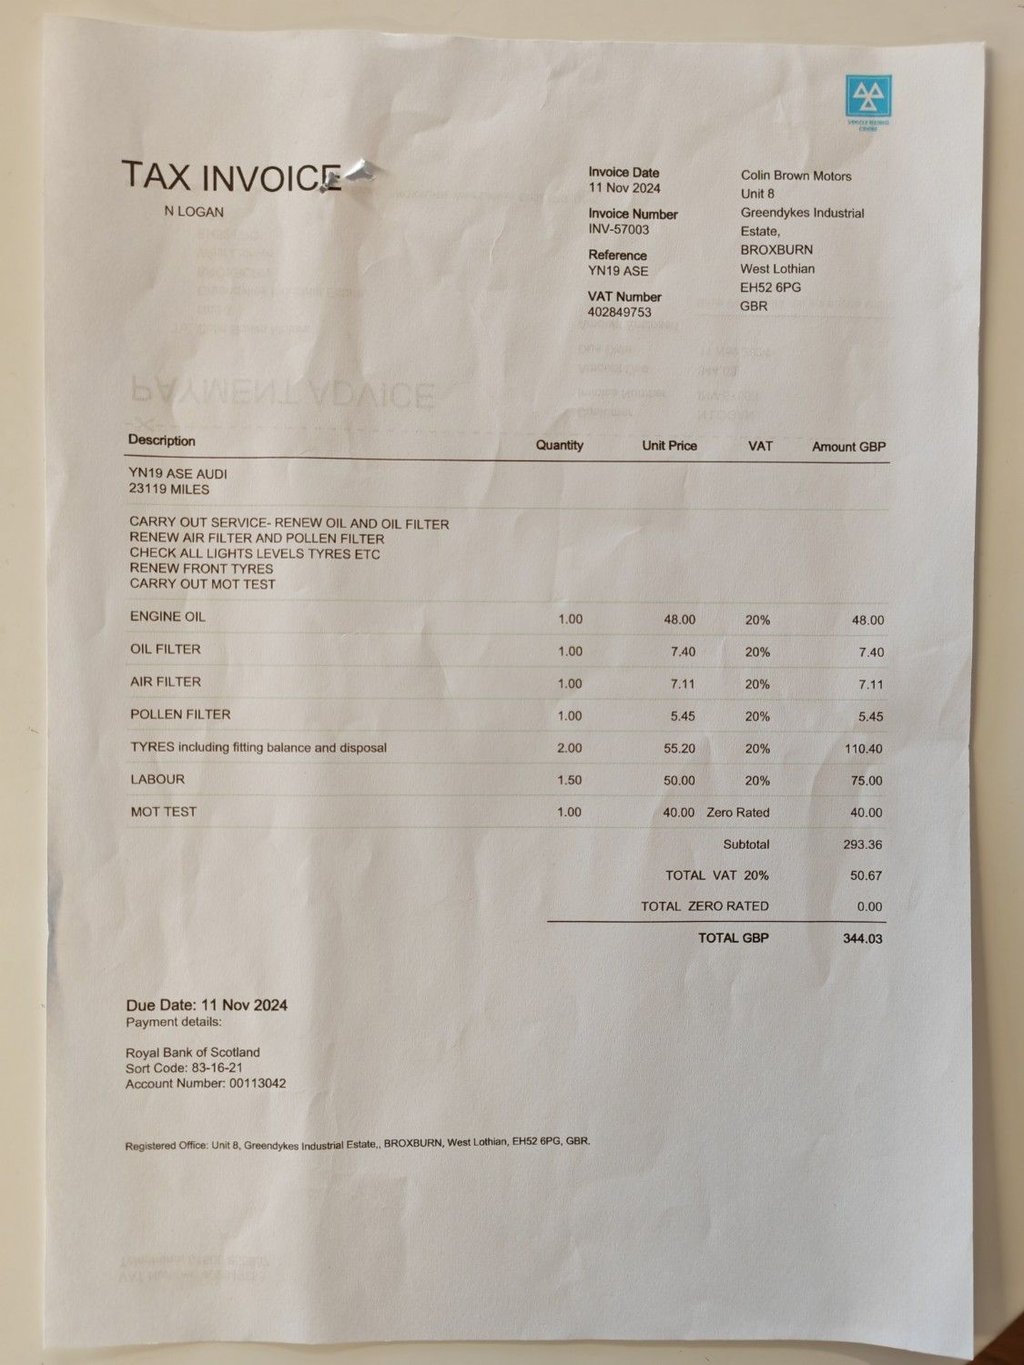 VEHICLE TESTING
TAX INVOICE
N LOGAN
Invoice Date
11 Nov 2024
Invoice Number
INV-57003
Reference
YN19 ASE
VAT Number
402849753
Colin Brown Motors
Unit 8
Greendykes Industrial
Estate,
BROXBURN
West Lothian
EH52 6PG
GBR
PAYMENT ADVICE
Description Quantity Unit Price VAT Amount GBP
YN19 ASE AUDI
23119 MILES
CARRY OUT SERVICE- RENEW OIL AND OIL FILTER
RENEW AIR FILTER AND POLLEN FILTER
CHECK ALL LIGHTS LEVELS TYRES ETC
RENEW FRONT TYRES
CARRY OUT MOT TEST
ENGINE OIL 1.00 48.00 20% 48.00
OIL FILTER 1.00 7.40 20% 7.40
AIR FILTER 1.00 7.11 20% 7.11
POLLEN FILTER 1.00 5.45 20% 5.45
TYRES including fitting balance and disposal 2.00 55.20 20% 110.40
LABOUR 1.50 50.00 20% 75.00
MOT TEST 1.00 40.00 Zero Rated 40.00
Subtotal 293.36
TOTAL VAT 20% 50.67
TOTAL ZERO RATED 0.00
TOTAL GBP 344.03
Due Date: 11 Nov 2024
Payment details:
Royal Bank of Scotland
Sort Code: 83-16-21
Account Number: 00113042
Registered Office: Unit 8, Greendykes Industrial Estate,, BROXBURN, West Lothian, EH52 6PG, GBR.